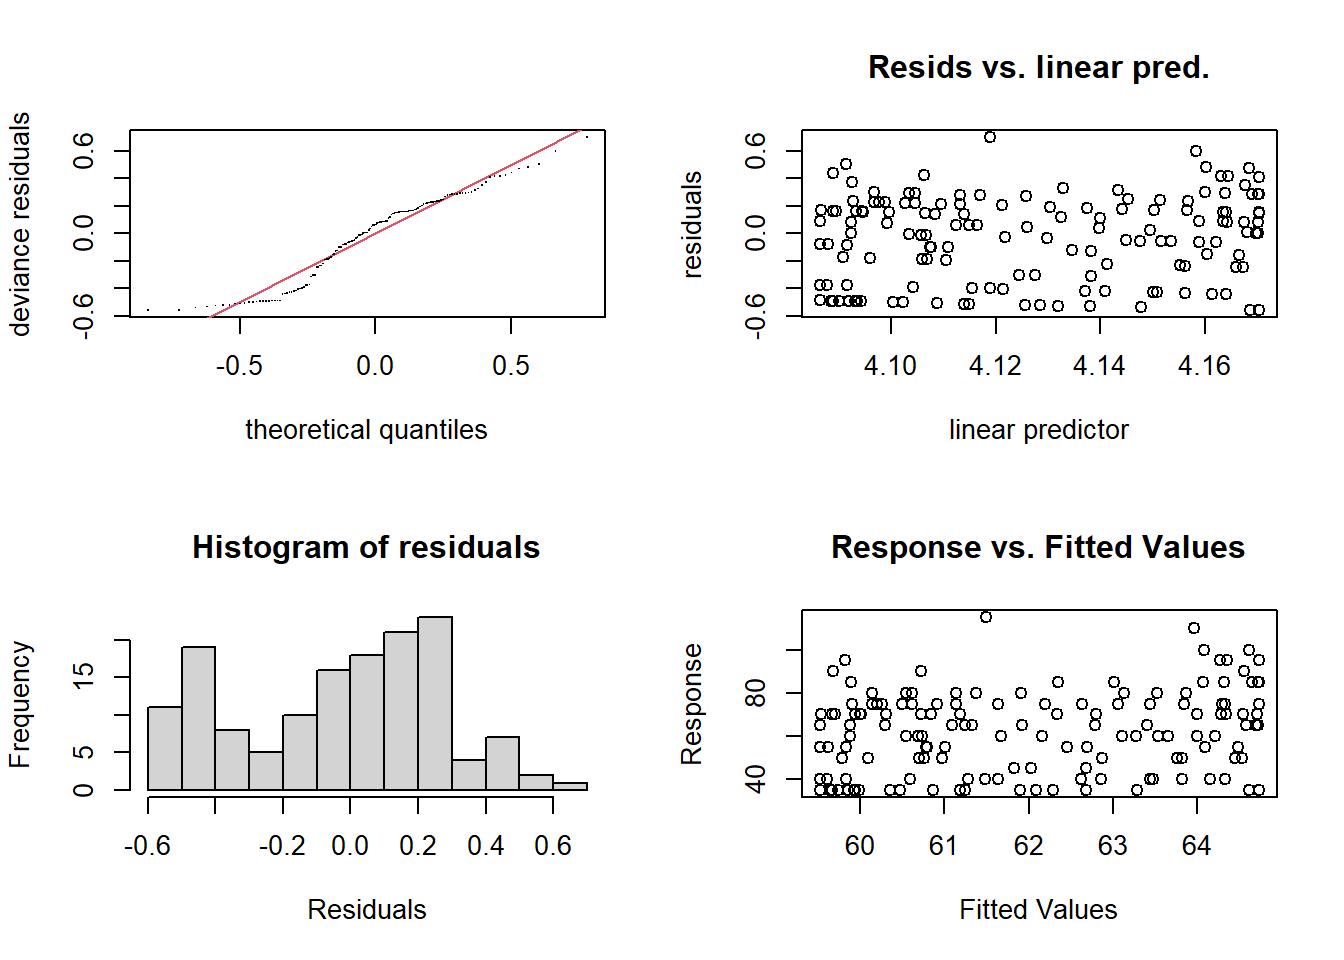 deviance residuals
0.6
0.0
-0.6
-0.5
0.0
0.5
theoretical quantiles
Resids vs. linear pred.
residuals
0.6
0.0
-0.6
4.10
4.12
4.14
4.16
linear predictor
Histogram of residuals
Frequency
15
5
0
-0.6
-0.2
0.0
0.2
0.4
0.6
Residuals
Response vs. Fitted Values
Response
80
40
60
61
62
63
64
Fitted Values